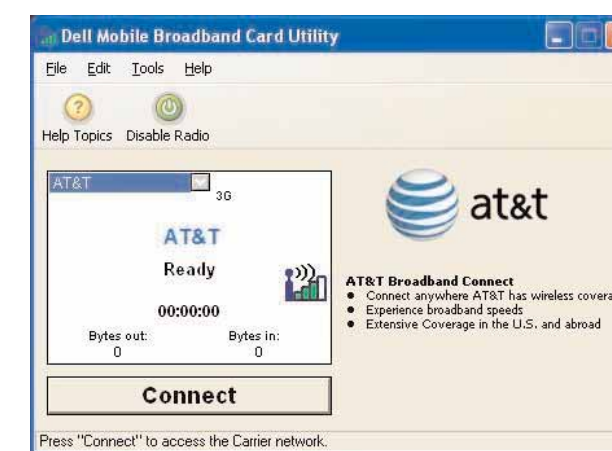 Dell Mobile Broadband Card Utility
File Edit Tools Help
Help Topics Disable Radio
AT&T
3G
AT&T
Ready
00:00:00
Bytes out: Bytes in:
0 0
Connect
at&t
AT&T Broadband Connect
Connect anywhere AT&T has wireless covera
Experience broadband speeds
Extensive Coverage in the U.S. and abroad
Press "Connect" to access the Carrier network.